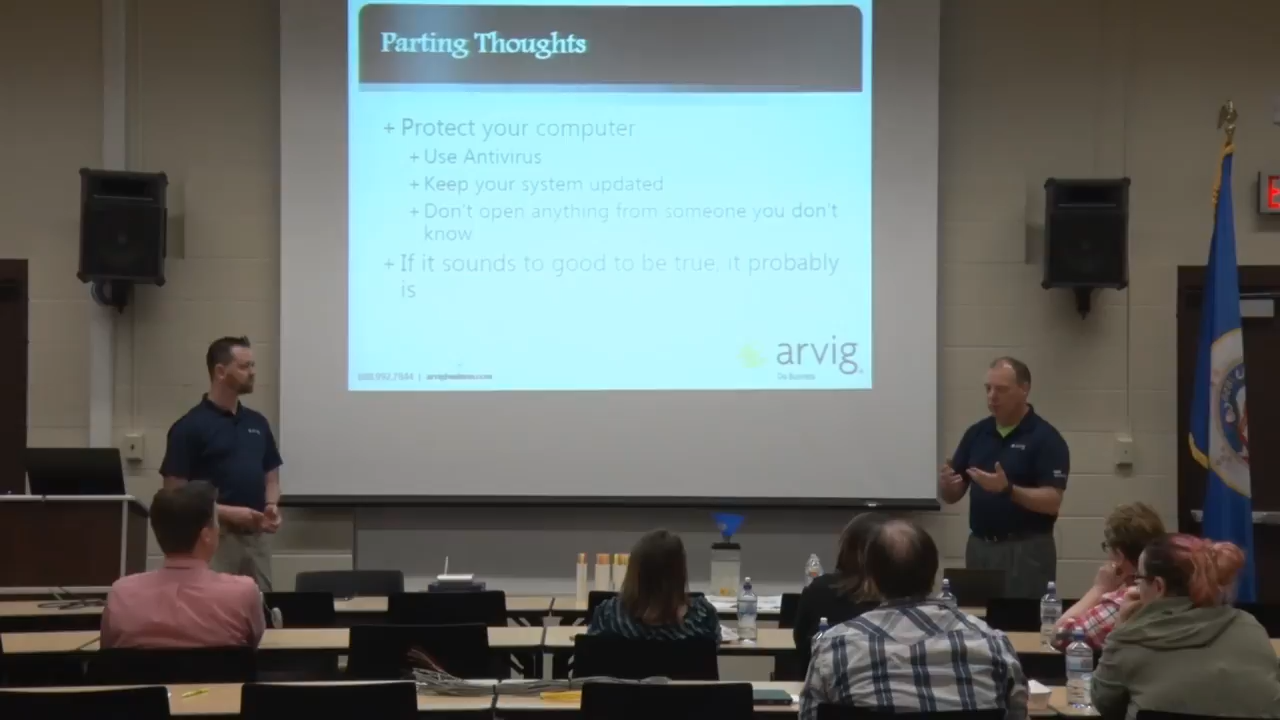 Parting Thoughts
+ Protect your computer
+ Use Antivirus
+ Keep your system updated
+ Don't open anything from someone you don't
know
+ If it sounds to good to be true, it probably
is
arvig